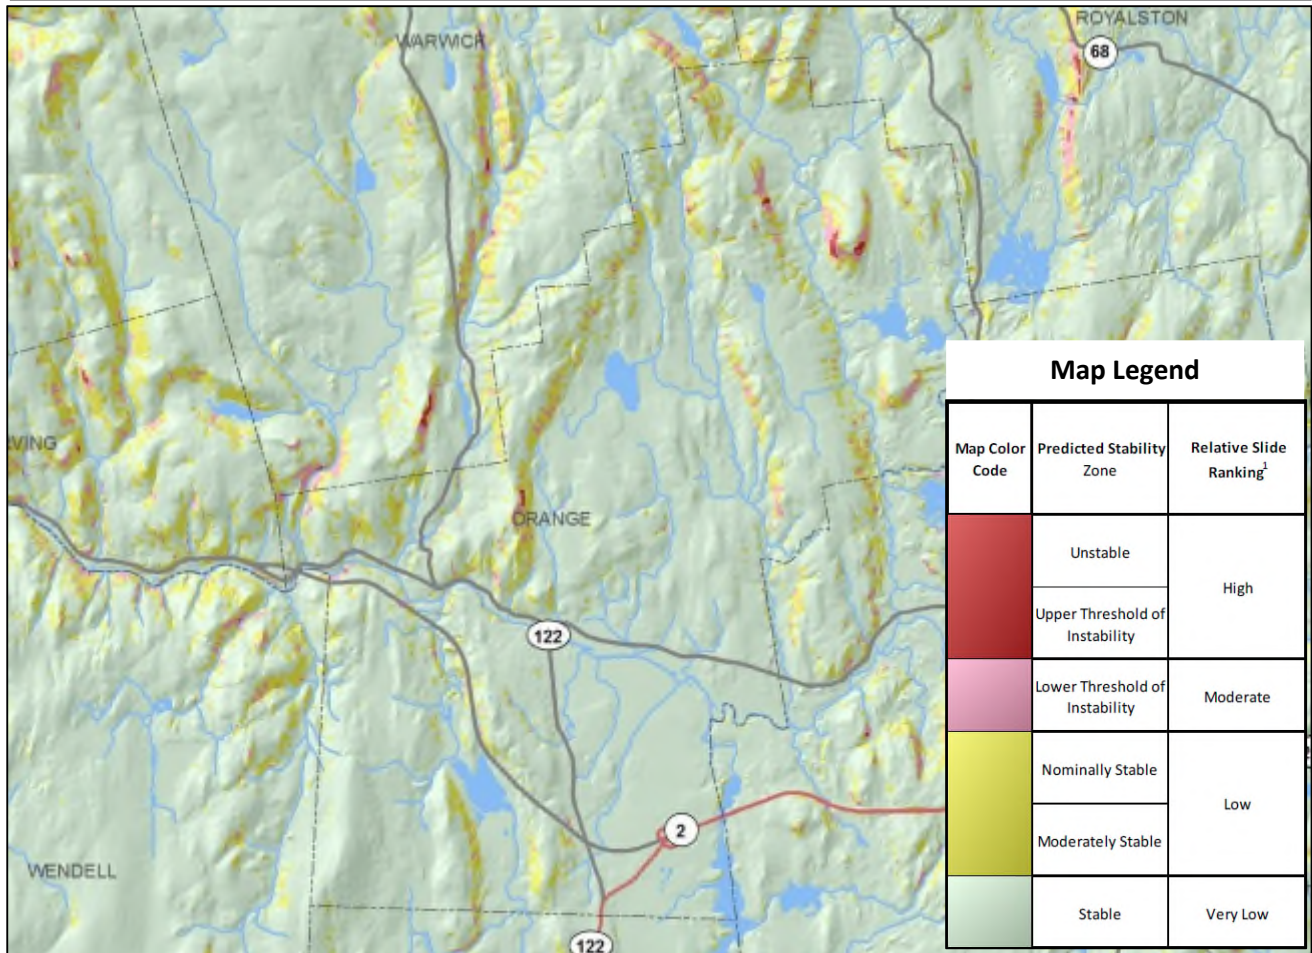 ROYALSTON
WARWICK
68
VING
ORANGE
122
2
WENDELL
122
Map Legend
Map Color Code
Predicted Stability Zone
Relative Slide Ranking1
Unstable
High
Upper Threshold of Instability
Lower Threshold of Instability
Moderate
Nominally Stable
Low
Moderately Stable
Stable
Very Low